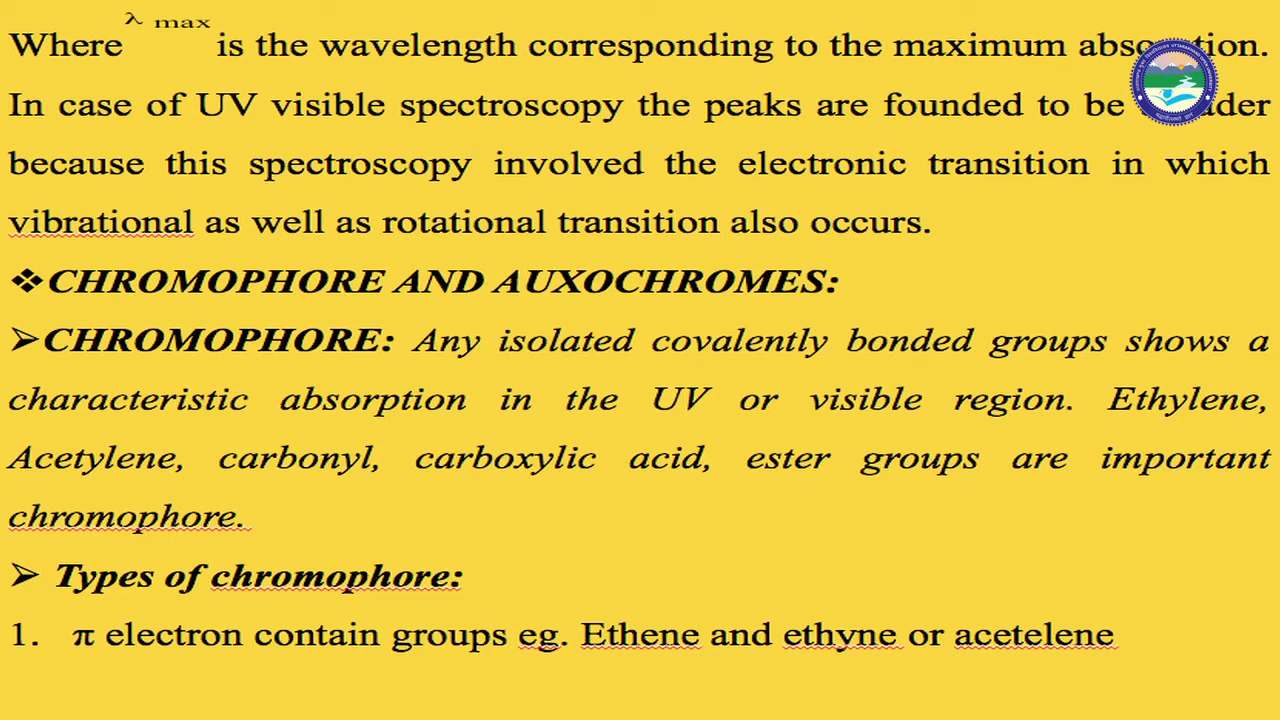 Where λ max is the wavelength corresponding to the maximum
In case of UV visible spectroscopy the peaks are founded to be
because this spectroscopy involved the electronic transition in which
vibrational as well as rotational transition also occurs.
❖CHROMOPHORE AND AUXOCHROMES:
➢CHROMOPHORE: Any isolated covalently bonded groups shows a
characteristic absorption in the UV or visible region. Ethylene,
Acetylene, carbonyl, carboxylic acid, ester groups are important
chromophore.
➢ Types of chromophore:
1. π electron contain groups eg. Ethene and ethyne or acetelene